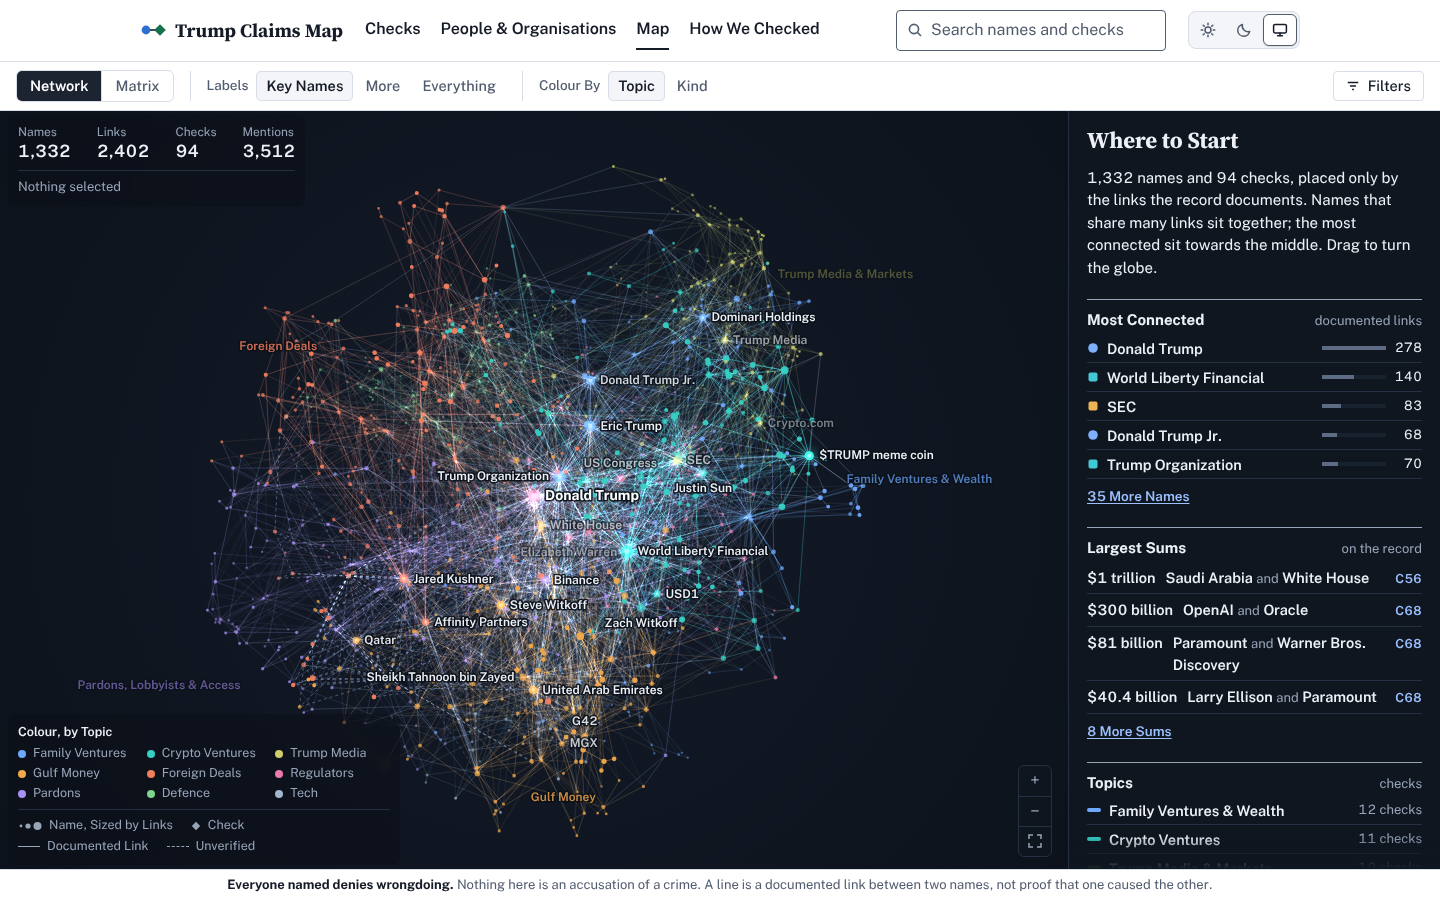 Trump Claims Map
Checks
People & Organisations
Map
How We Checked
Search names and checks
Network
Matrix
Labels
Key Names
More
Everything
Colour By
Topic
Kind
Filters
Names
Links
Checks
Mentions
1,332
2,402
94
3,512
Nothing selected
Trump Media & Markets
Dominari Holdings
Trump Media
Foreign Deals
Donald Trump Jr.
Crypto.com
Eric Trump
$TRUMP meme coin
US Congress
SEC
Trump Organization
Family Ventures & Wealth
Justin Sun
Donald Trump
White House
Elizabeth Warren
World Liberty Financial
Jared Kushner
Binance
USD1
Steve Witkoff
Affinity Partners
Zach Witkoff
Qatar
Sheikh Tahnoon bin Zayed
Pardons, Lobbyists & Access
United Arab Emirates
G42
MGX
Gulf Money
Colour, by Topic
Family Ventures
Crypto Ventures
Trump Media
Gulf Money
Foreign Deals
Regulators
Pardons
Defence
Tech
Name, Sized by Links
Check
Documented Link
Unverified
Where to Start
1,332 names and 94 checks, placed only by
the links the record documents. Names that
share many links sit together; the most
connected sit towards the middle. Drag to turn
the globe.
Most Connected
documented links
Donald Trump 278
World Liberty Financial 140
SEC 83
Donald Trump Jr. 68
Trump Organization 70
35 More Names
Largest Sums
on the record
$1 trillion Saudi Arabia and White House C56
$300 billion OpenAI and Oracle C68
$81 billion Paramount and Warner Bros. C68
Discovery
$40.4 billion Larry Ellison and Paramount C68
8 More Sums
Topics
checks
Family Ventures & Wealth 12 checks
Crypto Ventures 11 checks
Everyone named denies wrongdoing. Nothing here is an accusation of a crime. A line is a documented link between two names, not proof that one caused the other.